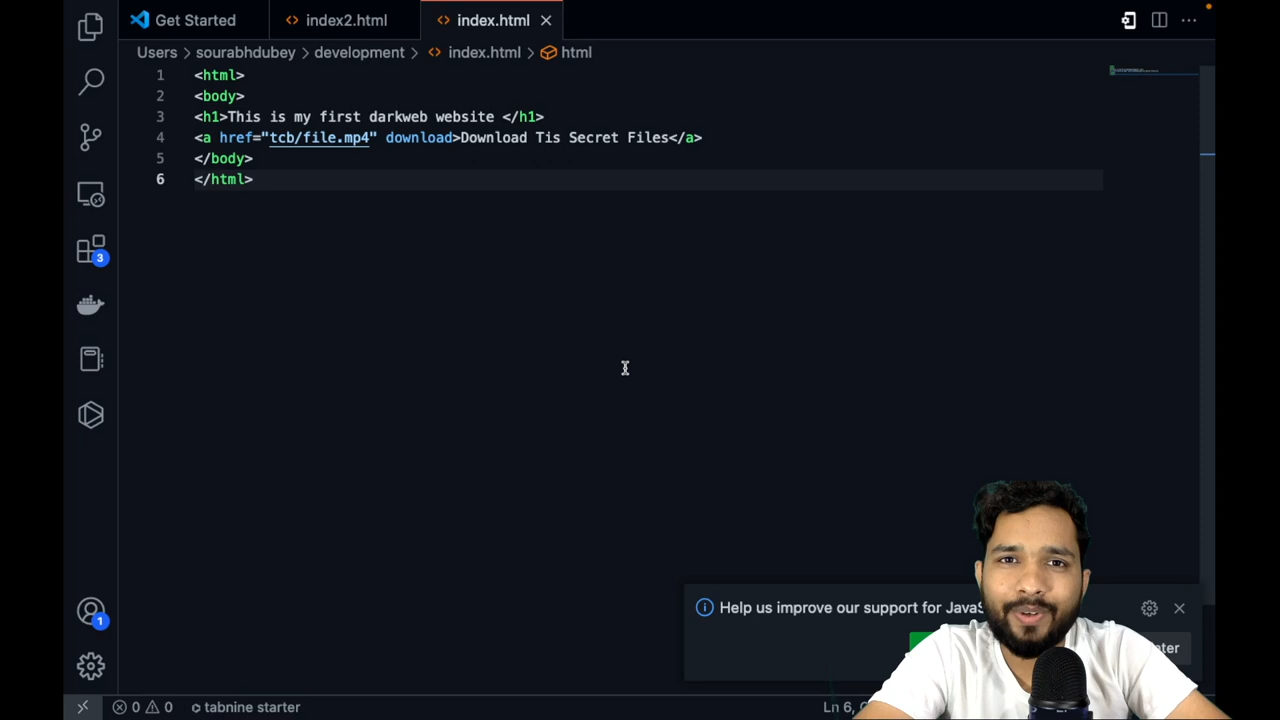 Get Started
index2.html
index.html
Users > sourabhdubey > development > index.html > html
1 <html>
2 <body>
3 <h1>This is my first darkweb website </h1>
4 <a href="tcb/file.mp4" download>Download Tis Secret Files</a>
5 </body>
6 </html>
3
Help us improve our support for
1
0 0 tabnine starter
Ln 6,